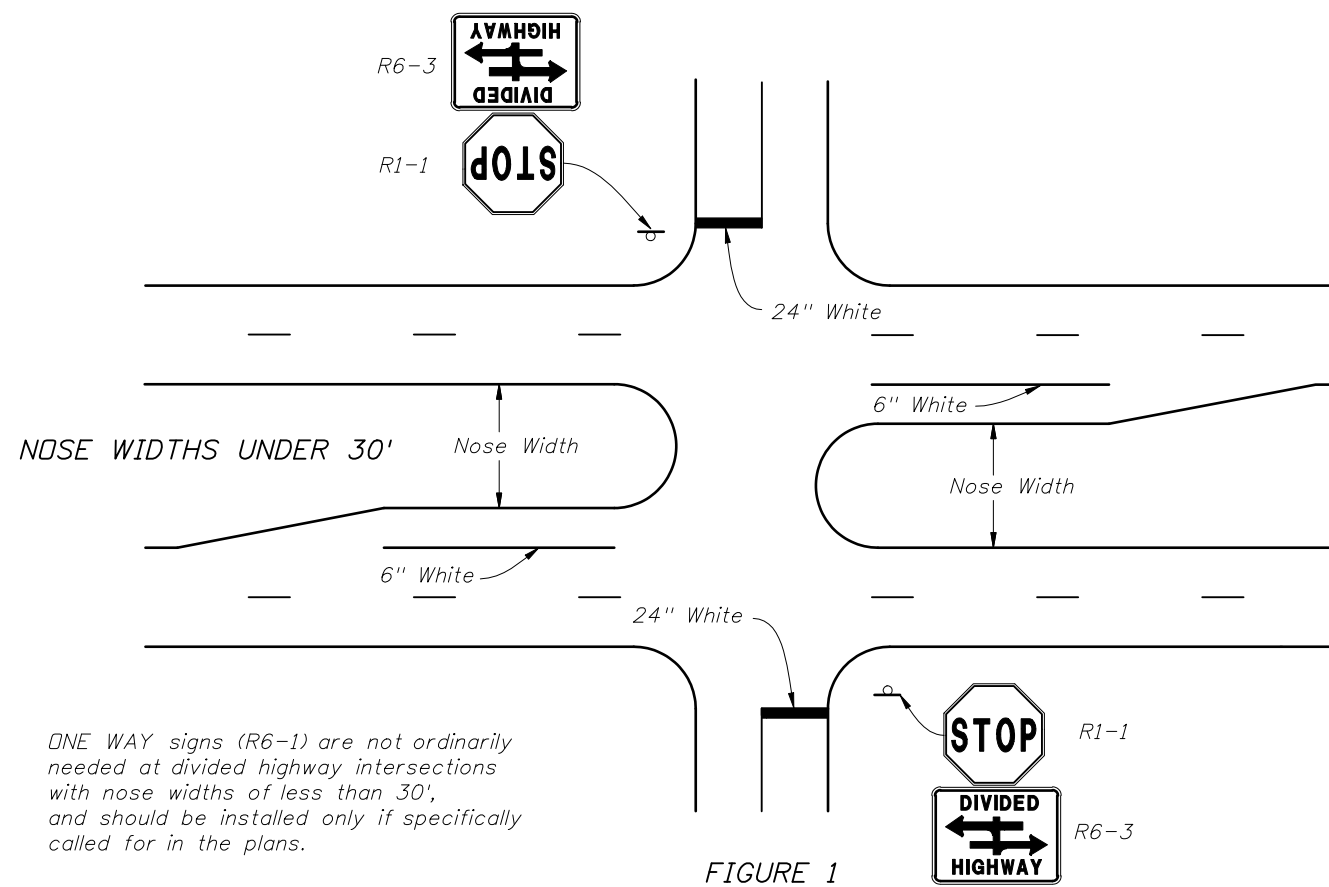 HIGHWAY
DIVIDED
R6-3
STOP
R1-1
24" White
6" White
NOSE WIDTHS UNDER 30'
Nose Width
Nose Width
6" White
24" White
ONE WAY signs (R6-1) are not ordinarily
needed at divided highway intersections
with nose widths of less than 30',
and should be installed only if specifically
called for in the plans.
STOP
R1-1
DIVIDED
HIGHWAY
R6-3
FIGURE 1